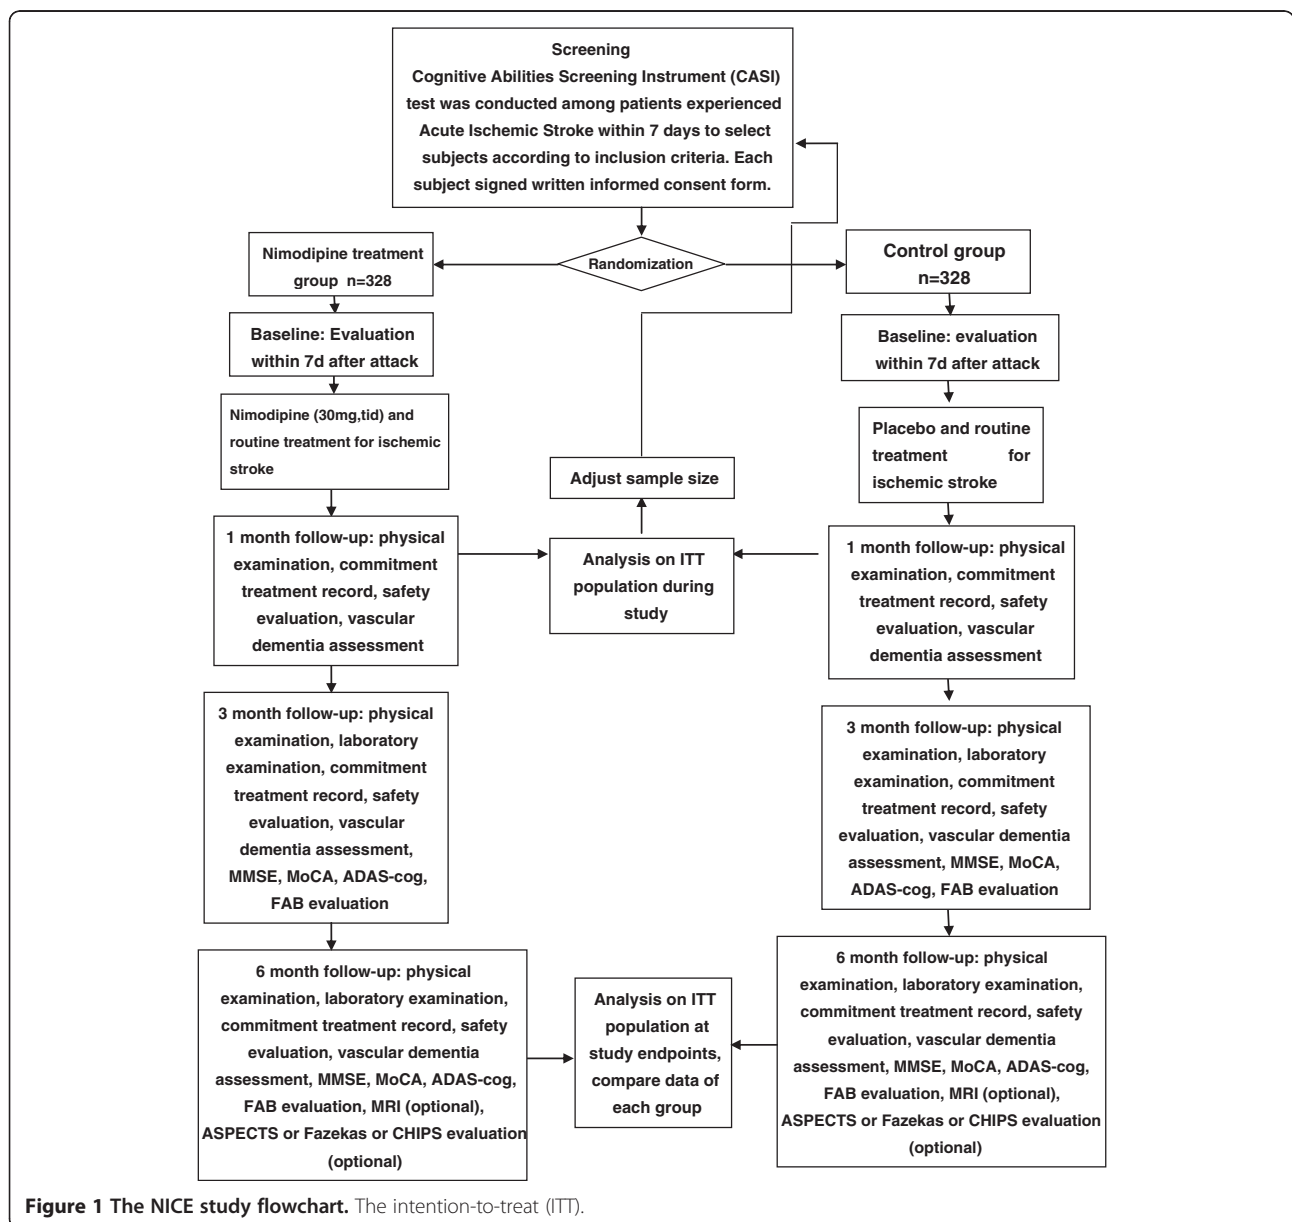 Screening
Cognitive Abilities Screening Instrument (CASI)
test was conducted among patients experienced
Acute Ischemic Stroke within 7 days to select
subjects according to inclusion criteria. Each
subject signed written informed consent form.
Randomization
Nimodipine treatment
group n=328
Control group
n=328
Baseline: Evaluation
within 7d after attack
Baseline: evaluation
within 7d after attack
Nimodipine (30mg,tid) and
routine treatment for ischemic
stroke
Placebo and routine
treatment for
ischemic stroke
Adjust sample size
1 month follow-up: physical
examination, commitment
treatment record, safety
evaluation, vascular
dementia assessment
Analysis on ITT
population during
study
1 month follow-up: physical
examination, commitment
treatment record, safety
evaluation, vascular
dementia assessment
3 month follow-up: physical
examination, laboratory
examination, commitment
treatment record, safety
evaluation, vascular
dementia assessment,
MMSE, MoCA, ADAS-cog,
FAB evaluation
3 month follow-up: physical
examination, laboratory
examination, commitment
treatment record, safety
evaluation, vascular dementia
assessment, MMSE, MoCA,
ADAS-cog, FAB evaluation
6 month follow-up: physical
examination, laboratory examination,
commitment treatment record, safety
evaluation, vascular dementia
assessment, MMSE, MoCA, ADAS-cog,
FAB evaluation, MRI (optional),
ASPECTS or Fazekas or CHIPS evaluation
(optional)
Analysis on ITT
population at
study endpoints,
compare data of
each group
6 month follow-up: physical
examination, laboratory examination,
commitment treatment record, safety
evaluation, vascular dementia
assessment, MMSE, MoCA, ADAS-cog,
FAB evaluation, MRI (optional),
ASPECTS or Fazekas or CHIPS evaluation
(optional)
Figure 1 The NICE study flowchart. The intention-to-treat (ITT).